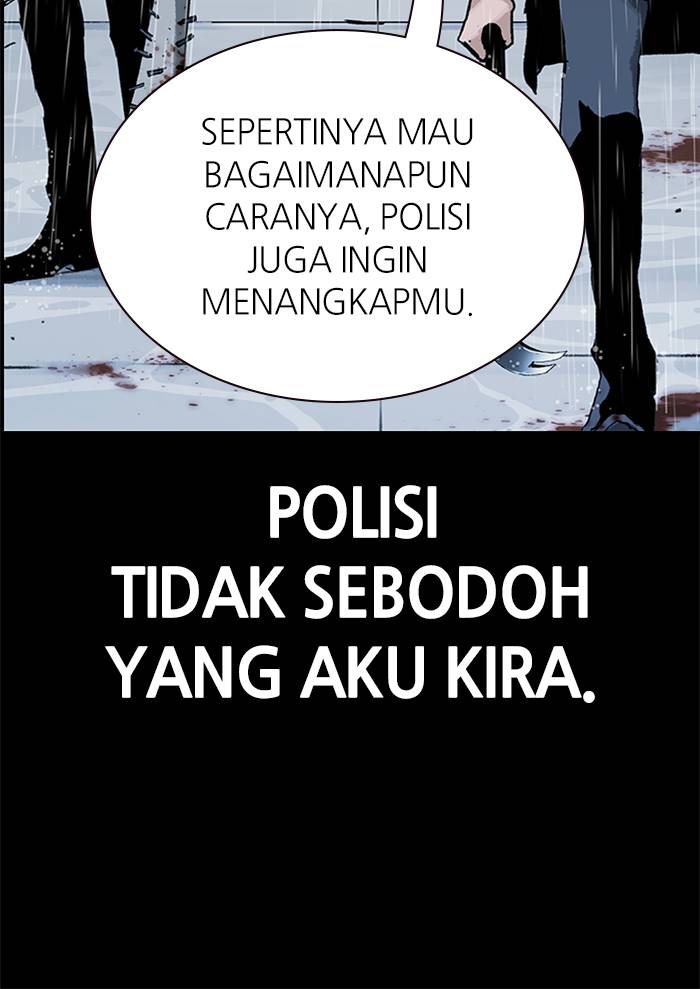 SEPERTINYA MAU
BAGAIMANAPUN
CARANYA, POLISI
JUGA INGIN
MENANGKAPMU.
POLISI
TIDAK SEBODOH
YANG AKU KIRA.